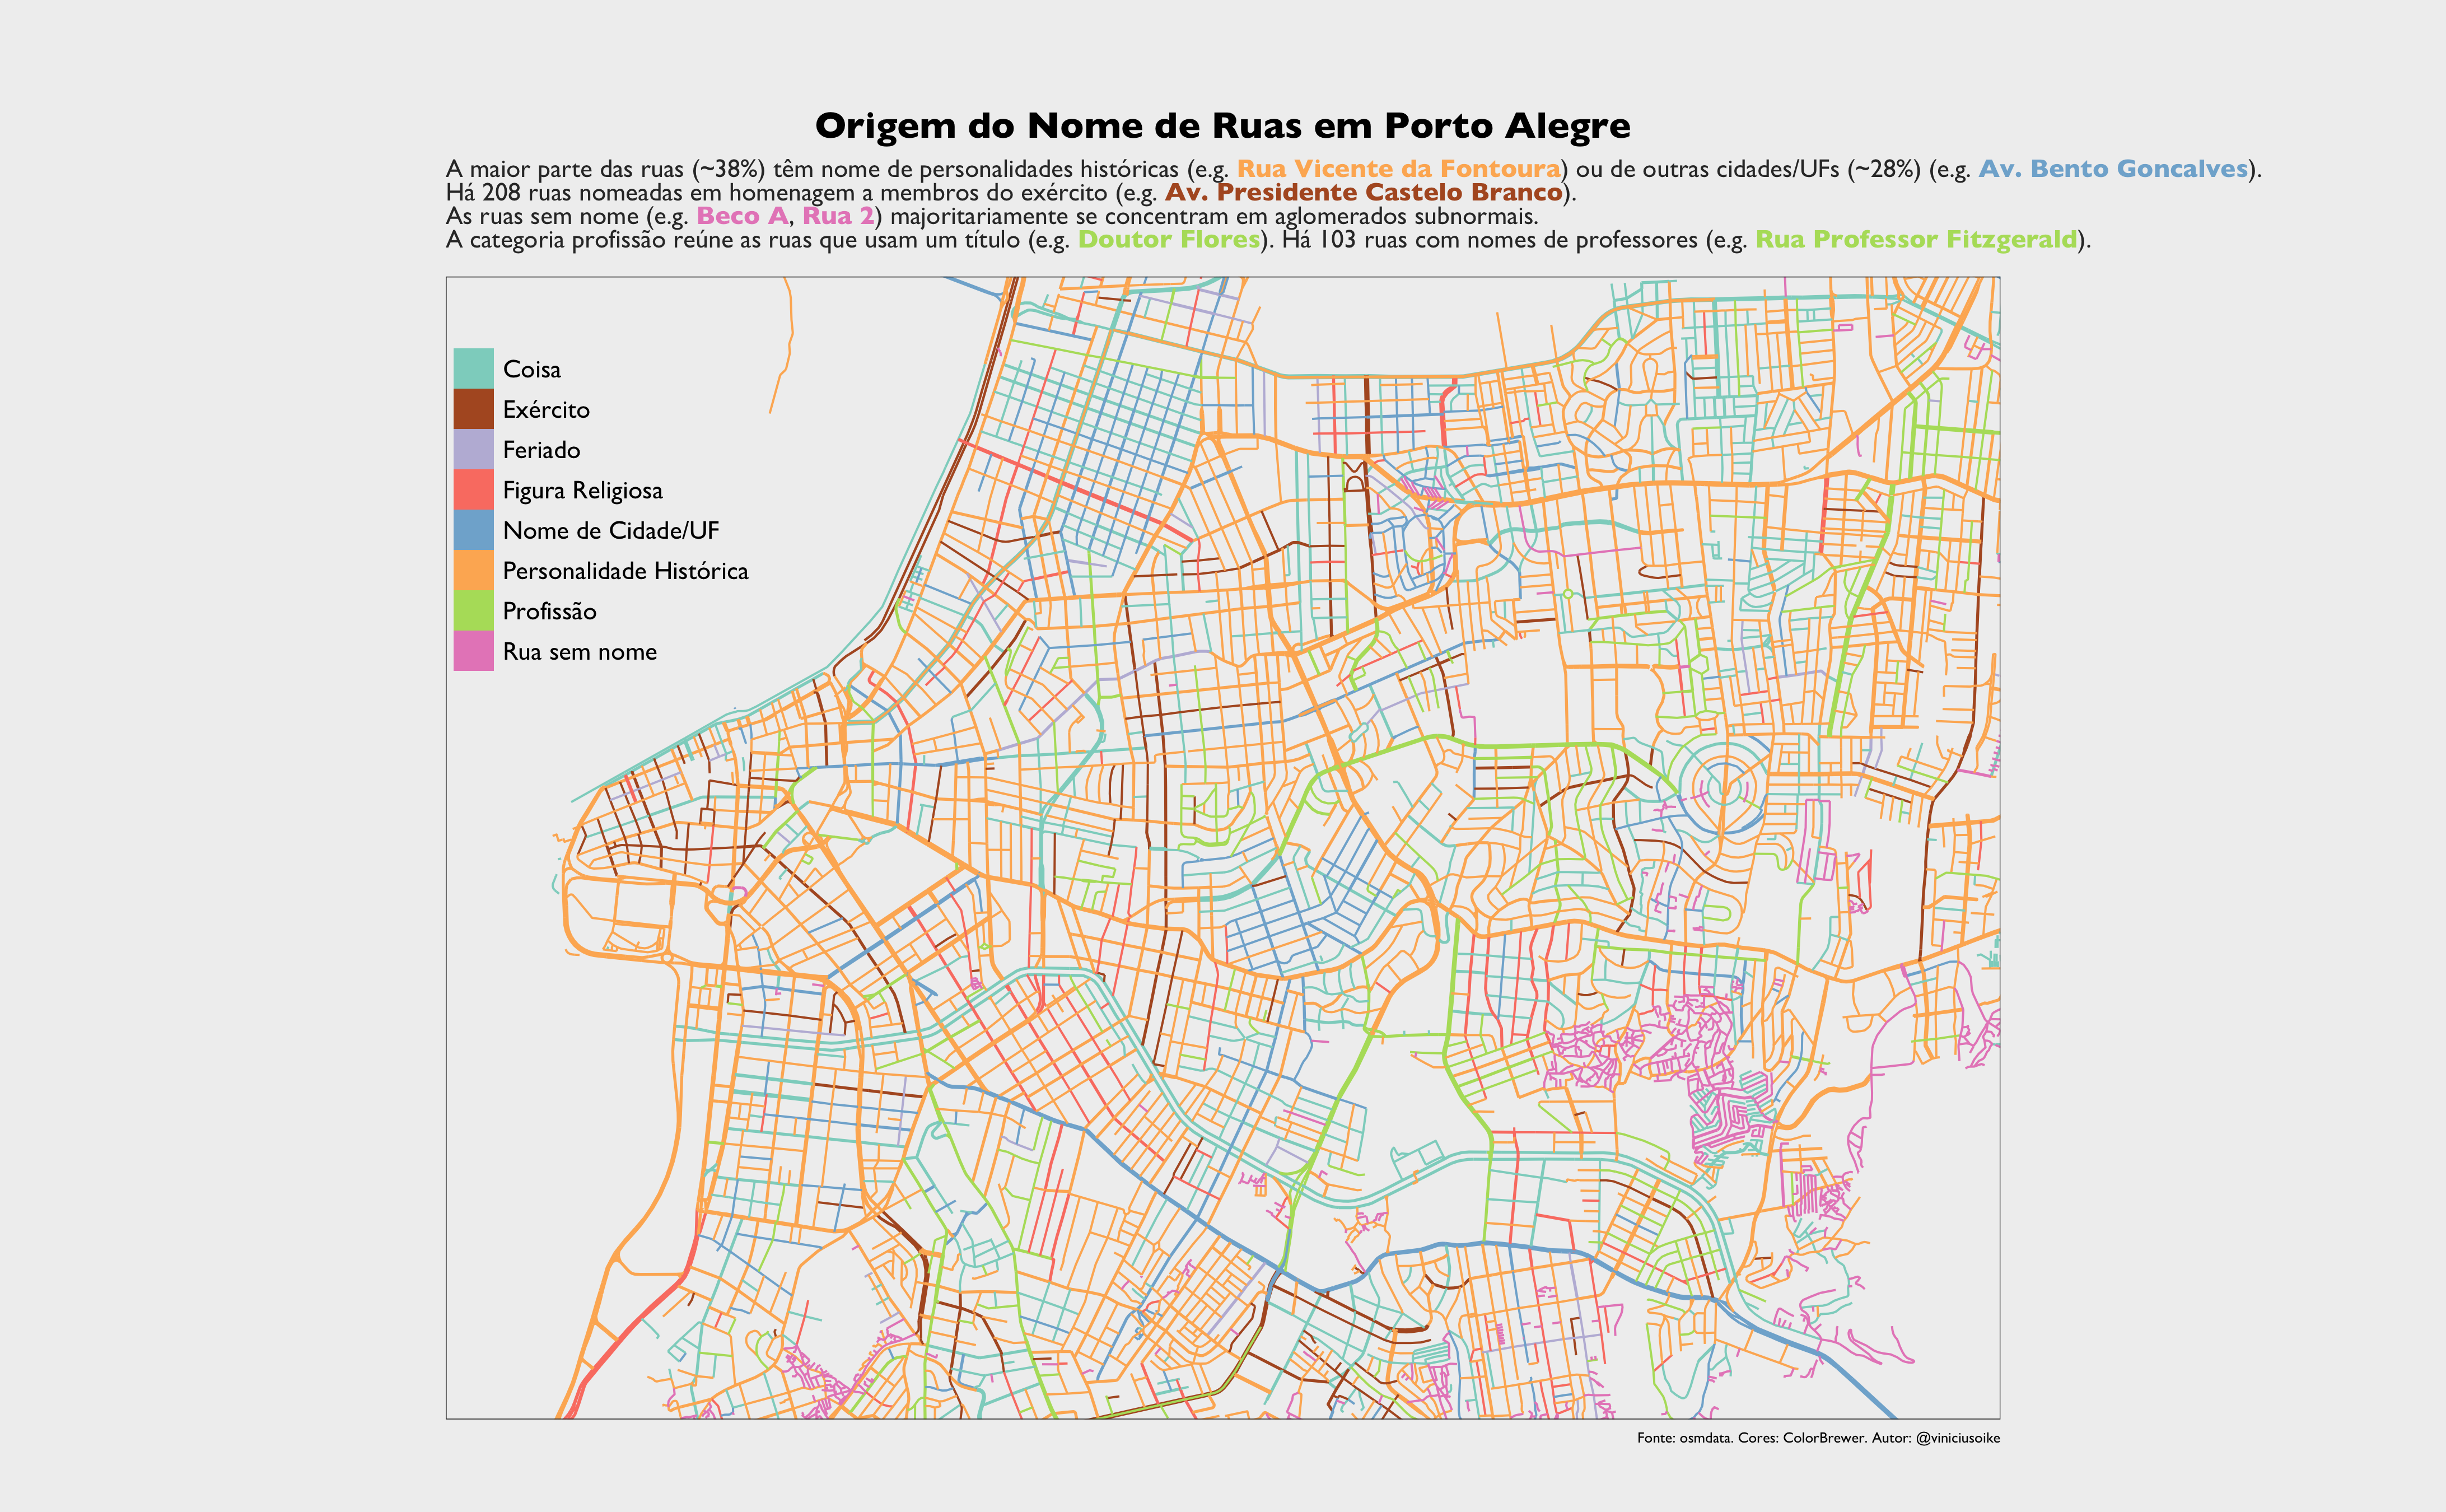 Origem do Nome de Ruas em Porto Alegre
A maior parte das ruas (~38%) têm nome de personalidades históricas (e.g. Rua Vicente da Fontoura) ou de outras cidades/UFs (~28%) (e.g. Av. Bento Goncalves).
Há 208 ruas nomeadas em homenagem a membros do exército (e.g. Av. Presidente Castelo Branco).
As ruas sem nome (e.g. Beco A, Rua 2) majoritariamente se concentram em aglomerados subnormais.
A categoria profissão reúne as ruas que usam um título (e.g. Doutor Flores). Há 103 ruas com nomes de professores (e.g. Rua Professor Fitzgerald).
Coisa
Exército
Feriado
Figura Religiosa
Nome de Cidade/UF
Personalidade Histórica
Profissão
Rua sem nome
Fonte: osmdata. Cores: ColorBrewer. Autor: @viniciusoike